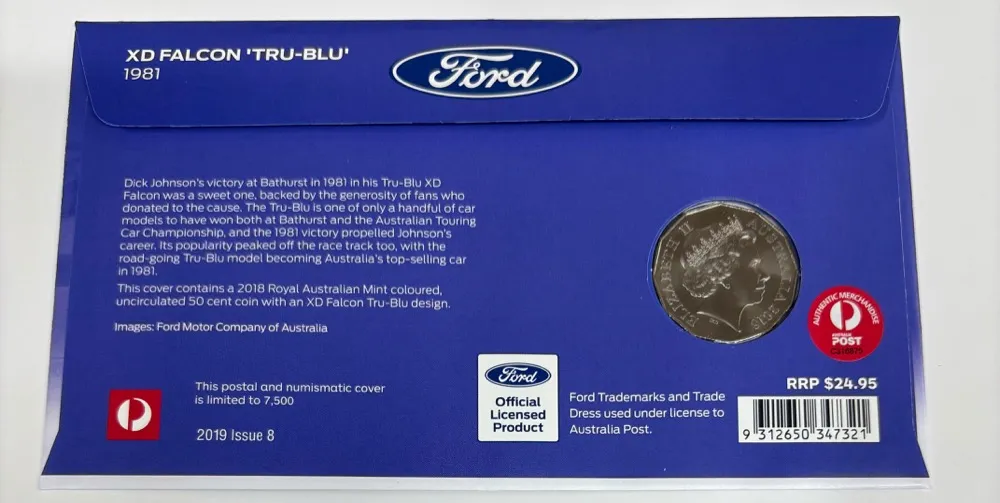 XD FALCON 'TRU-BLU'
1981
Ford
Dick Johnson's victory at Bathurst in 1981 in his Tru-Blu XD
Falcon was a sweet one, backed by the generosity of fans who
donated to the cause. The Tru-Blu is one of only a handful of car
models to have won both at Bathurst and the Australian Touring
Car Championship, and the 1981 victory propelled Johnson's
career. Its popularity peaked off the race track too, with the
road-going Tru-Blu model becoming Australia's top-selling car
in 1981.
This cover contains a 2018 Royal Australian Mint coloured,
uncirculated 50 cent coin with an XD Falcon Tru-Blu design.
Images: Ford Motor Company of Australia
ELIZABETH II AUSTRALIA 2018
AUTHENTIC MERCHANDISE
AUSTRALIA
POST
This postal and numismatic cover
is limited to 7,500
2019 Issue 8
Ford
Official
Licensed
Product
Ford Trademarks and Trade
Dress used under license to
Australia Post.
RRP $24.95
9 312650 347321